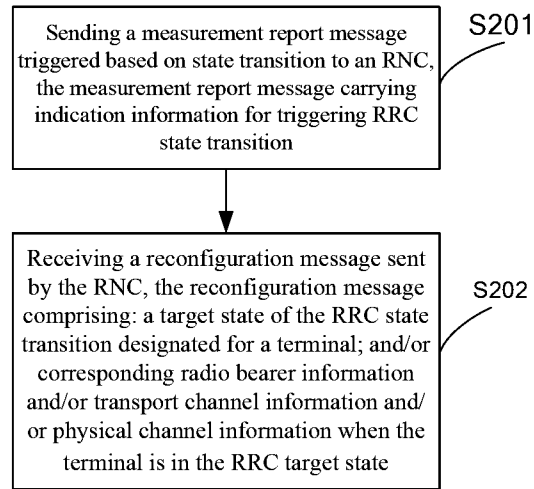 Sending a measurement report message
triggered based on state transition to an RNC,
the measurement report message carrying
indication information for triggering RRC
state transition
S201
Receiving a reconfiguration message sent
by the RNC, the reconfiguration message
comprising: a target state of the RRC state
transition designated for a terminal; and/or
corresponding radio bearer information
and/or transport channel information and/
or physical channel information when the
terminal is in the RRC target state
S202